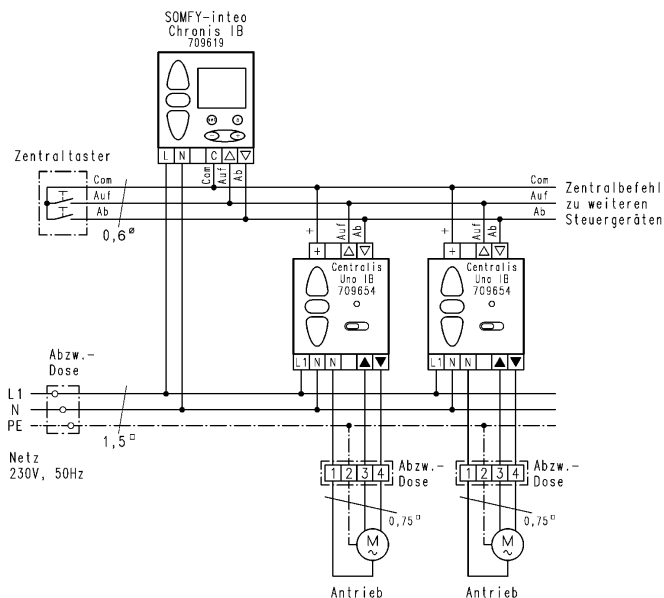 SOMFY-inteo
Chronis IB
709619
L N C △ ▽
Zentraltaster
Com
Auf
Ab
Com
Auf
Ab
0,6ø
Com
Auf
Ab
Zentralbefehl
zu weiteren
Steuergeräten
+ Auf Ab
+ Auf Ab
+ △ ▽
+ △ ▽
Centralis
Uno IB
709654
Centralis
Uno IB
709654
L1 N N ▲ ▼
L1 N N ▲ ▼
Abzw.-
Dose
L1
N
PE
1,5□
Netz
230V, 50Hz
1 2 3 4
Abzw.-
Dose
1 2 3 4
Abzw.-
Dose
0,75□
0,75□
M
~
M
~
Antrieb
Antrieb